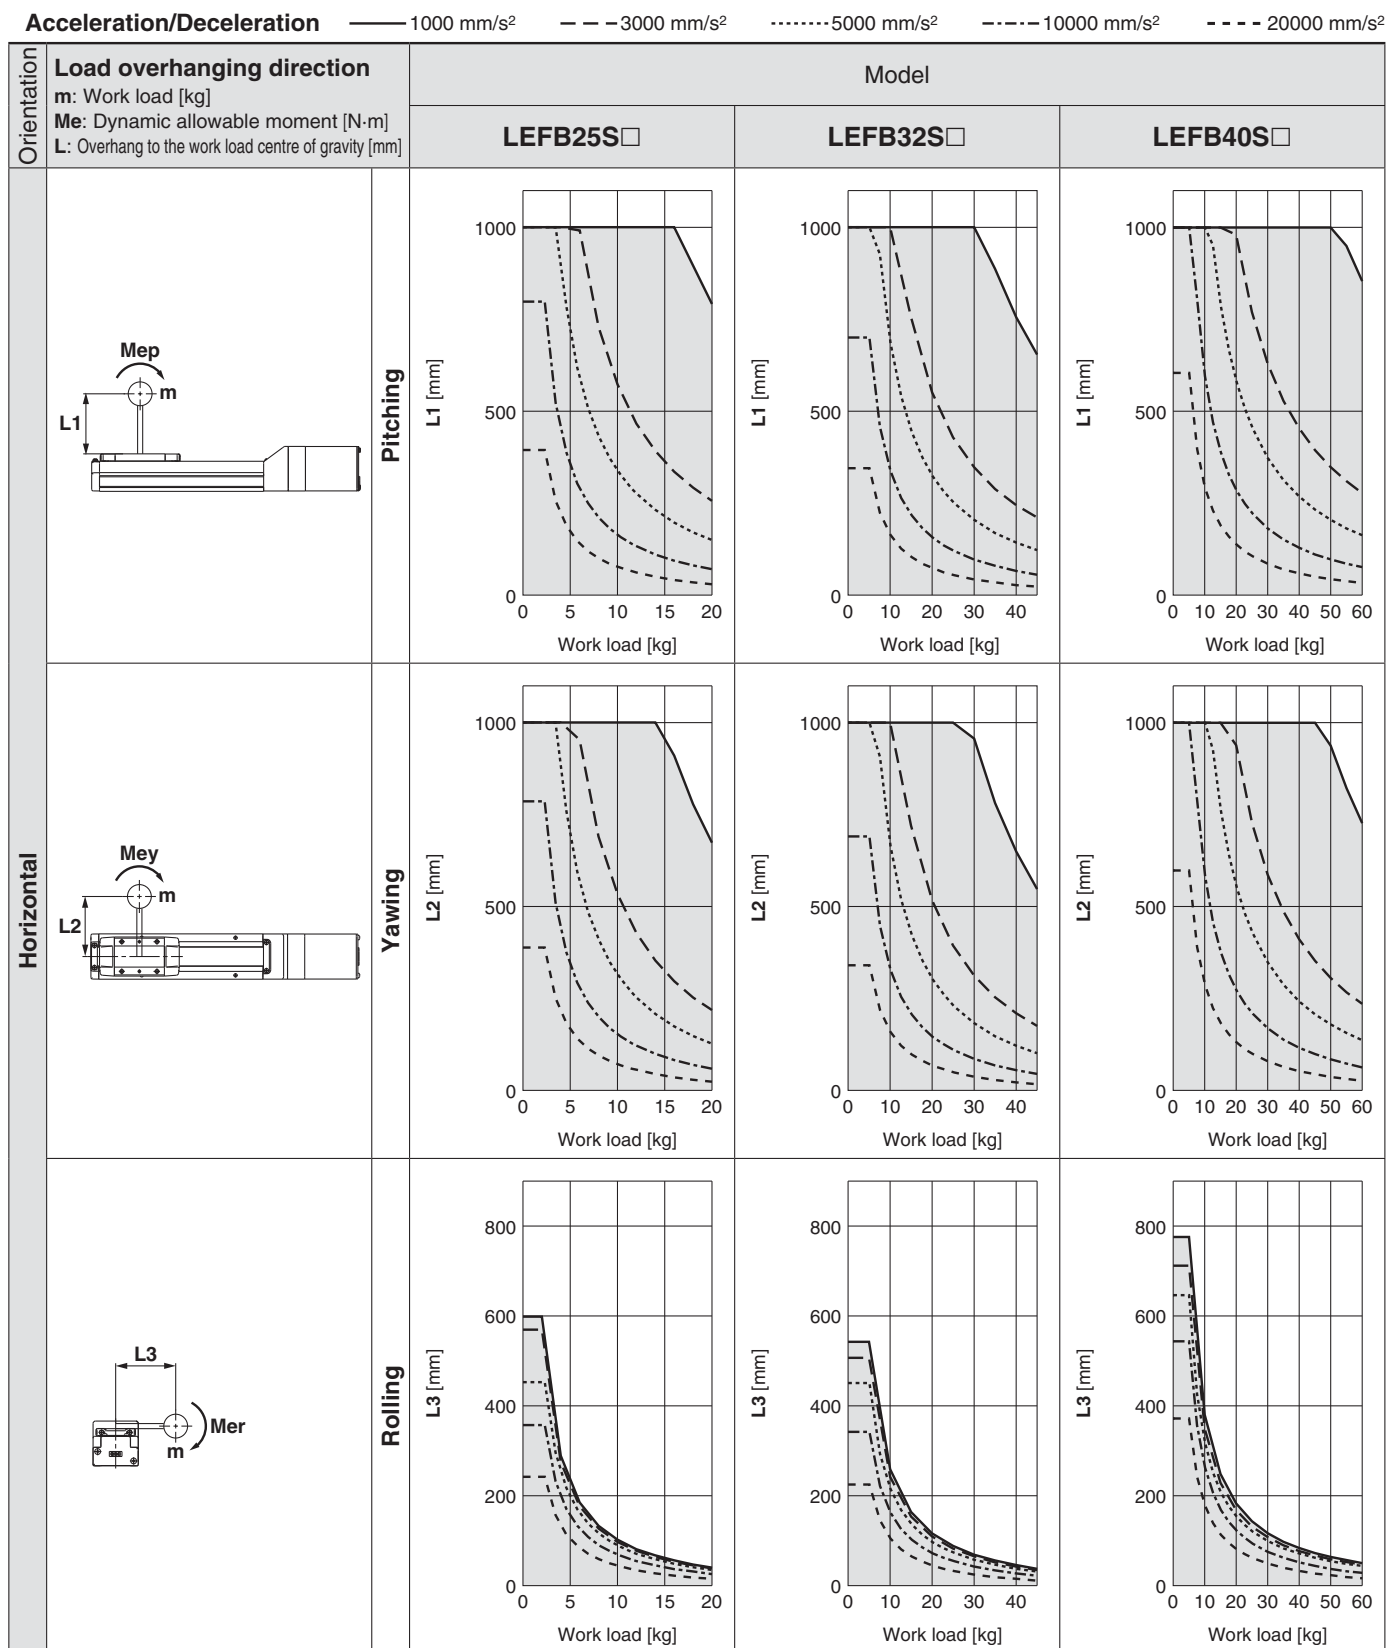 Acceleration/Deceleration 1000 mm/s² 3000 mm/s² 5000 mm/s² 10000 mm/s² 20000 mm/s²
Orientation
Load overhanging direction
m: Work load [kg]
Me: Dynamic allowable moment [N·m]
L: Overhang to the work load centre of gravity [mm]
Model
LEFB25S□ LEFB32S□ LEFB40S□
Horizontal
Mep
m
L1
Pitching
L1 [mm]
1000
500
0
0 5 10 15 20
Work load [kg]
L1 [mm]
1000
500
0
0 10 20 30 40
Work load [kg]
L1 [mm]
1000
500
0
0 10 20 30 40 50 60
Work load [kg]
Mey
m
L2
Yawing
L2 [mm]
1000
500
0
0 5 10 15 20
Work load [kg]
L2 [mm]
1000
500
0
0 10 20 30 40
Work load [kg]
L2 [mm]
1000
500
0
0 10 20 30 40 50 60
Work load [kg]
L3
Mer
m
Rolling
L3 [mm]
800
600
400
200
0
0 5 10 15 20
Work load [kg]
L3 [mm]
800
600
400
200
0
0 10 20 30 40
Work load [kg]
L3 [mm]
800
600
400
200
0
0 10 20 30 40 50 60
Work load [kg]